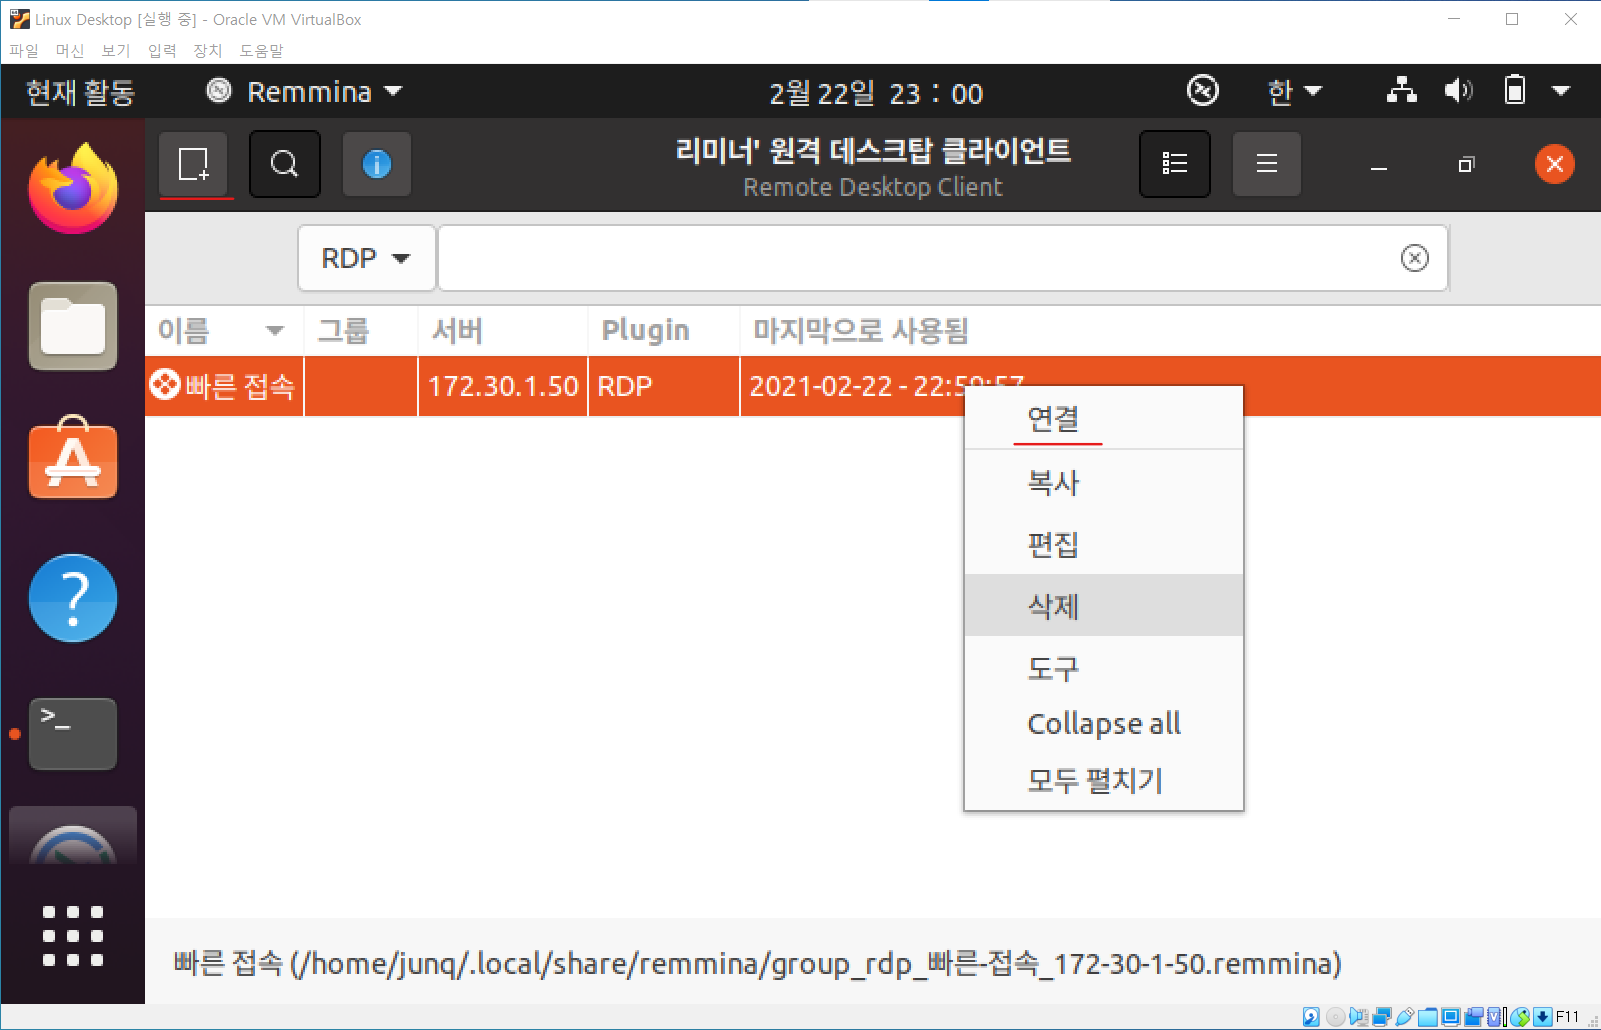 Linux Desktop [실행 중] - Oracle VM VirtualBox
파일 머신 보기 입력 장치 도움말
현재 활동 Remmina 2월 22일 23 : 00 한
리미너' 원격 데스크탑 클라이언트
Remote Desktop Client
RDP
이름 그룹 서버 Plugin 마지막으로 사용됨
빠른 접속 172.30.1.50 RDP 2021-02-22 - 22:59:57
연결
복사
편집
삭제
도구
Collapse all
모두 펼치기
빠른 접속 (/home/junq/.local/share/remmina/group_rdp_빠른-접속_172-30-1-50.remmina)
F11